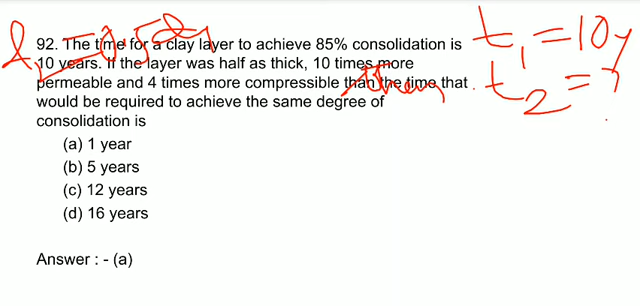 92. The time for a clay layer to achieve 85% consolidation is
10 years. If the layer was half as thick, 10 times more
permeable and 4 times more compressible than the time that
would be required to achieve the same degree of
consolidation is
(a) 1 year
(b) 5 years
(c) 12 years
(d) 16 years
Answer : - (a)
t₁ = 10y
t₂ = ?
then